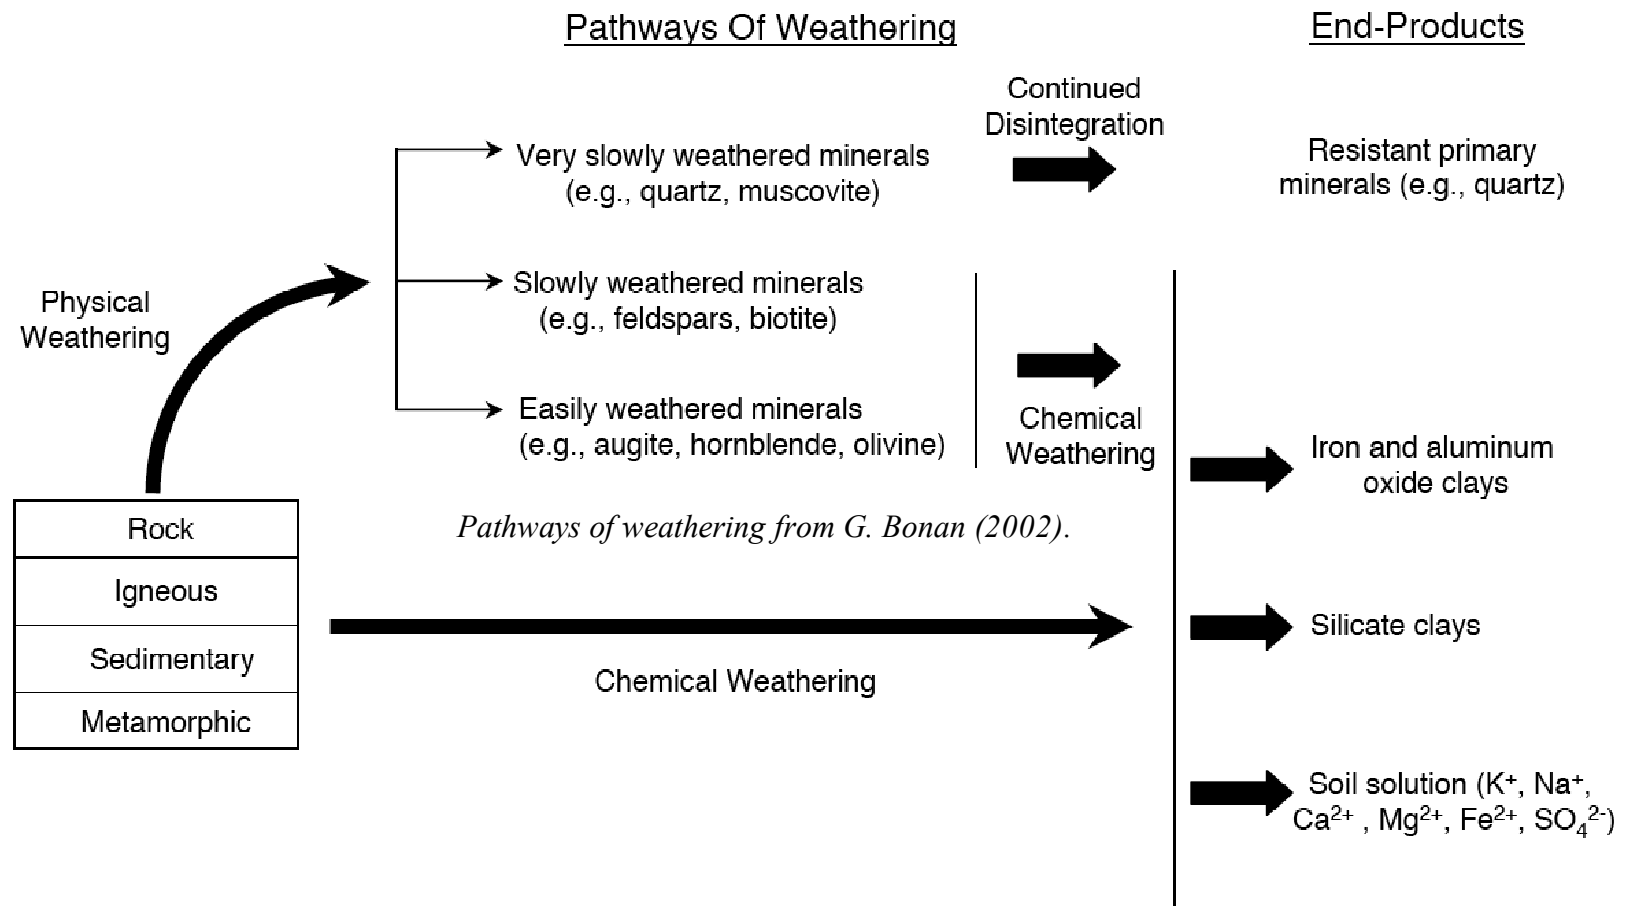 Pathways Of Weathering
End-Products
Continued
Disintegration
Very slowly weathered minerals
(e.g., quartz, muscovite)
Resistant primary
minerals (e.g., quartz)
Physical
Weathering
Slowly weathered minerals
(e.g., feldspars, biotite)
Easily weathered minerals
(e.g., augite, hornblende, olivine)
Chemical
Weathering
Iron and aluminum
oxide clays
Pathways of weathering from G. Bonan (2002).
Rock
Igneous
Sedimentary
Metamorphic
Chemical Weathering
Silicate clays
Soil solution (K⁺, Na⁺,
Ca²⁺ , Mg²⁺, Fe²⁺, SO₄²⁻)